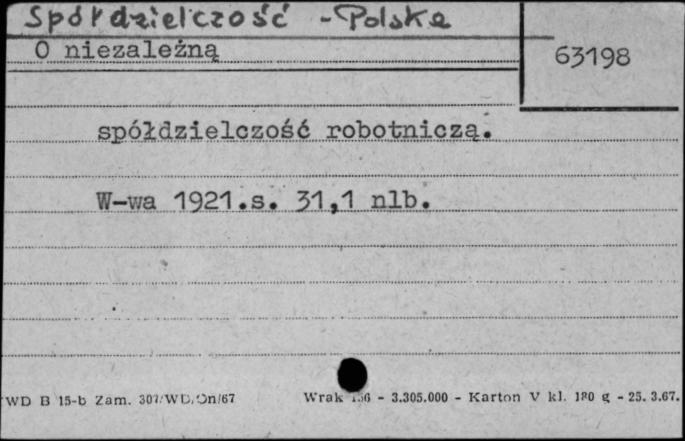 Spółdzielczość - Polska
O niezależną
63198
spółdzielczość robotniczą.
W-wa 1921.s. 31,1 nlb.
WD B 15-b Zam. 307/WD/On/67
Wrak 156 - 3.305.000 - Karton V kl. 180 g - 25. 3.67.